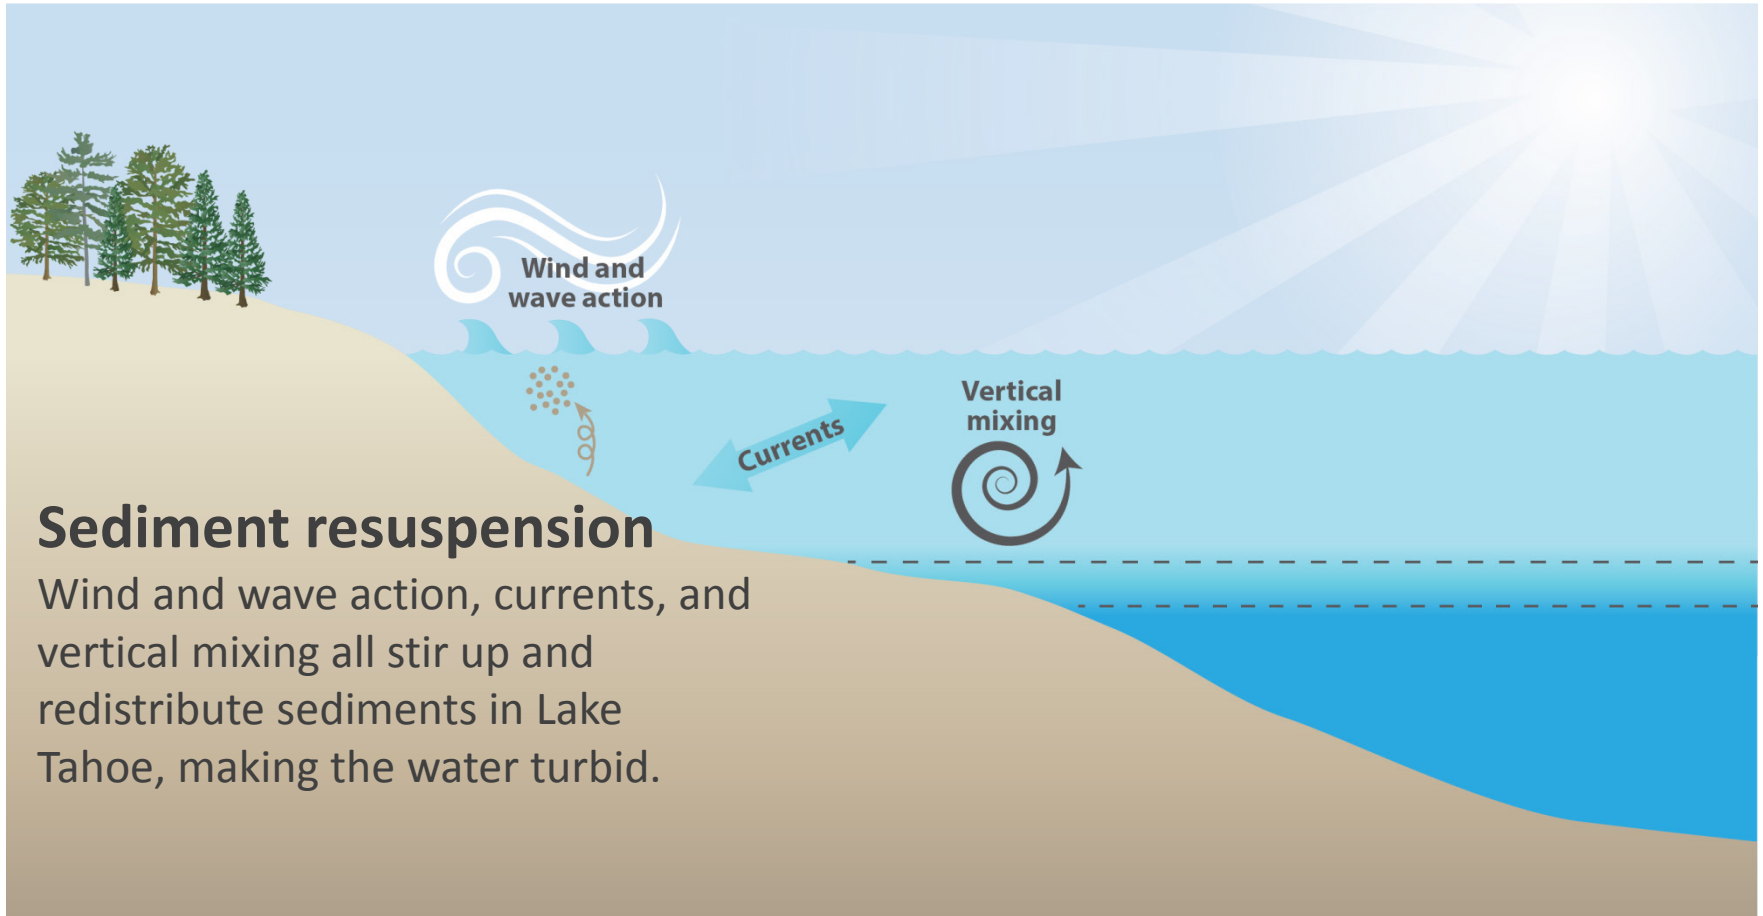 Wind and
wave action
Vertical
mixing
Currents
Sediment resuspension
Wind and wave action, currents, and
vertical mixing all stir up and
redistribute sediments in Lake
Tahoe, making the water turbid.